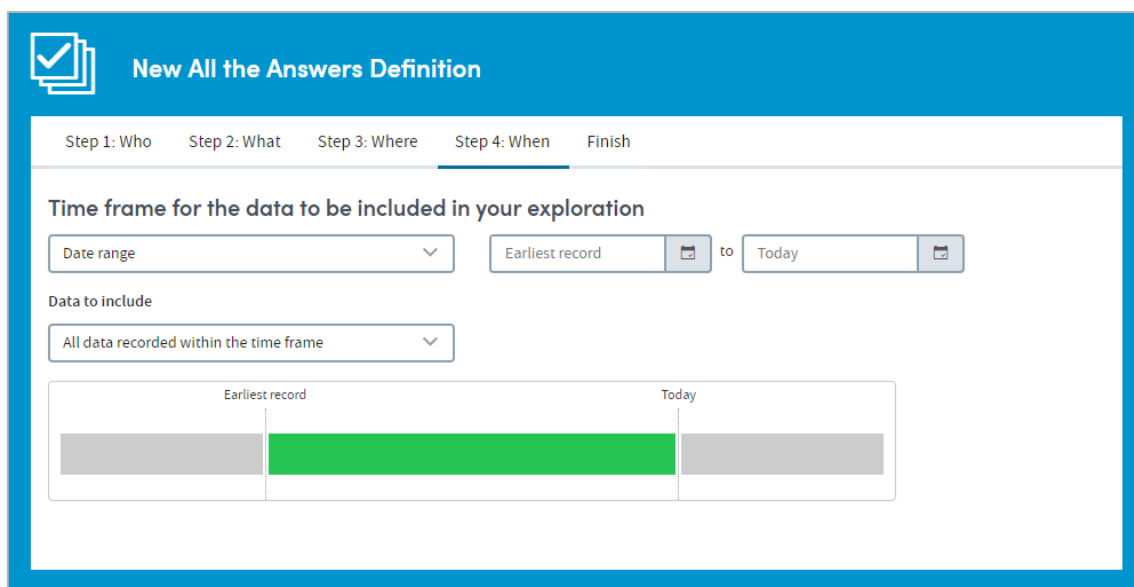 New All the Answers Definition
Step 1: Who Step 2: What Step 3: Where Step 4: When Finish
Time frame for the data to be included in your exploration
Date range Earliest record to Today
Data to include
All data recorded within the time frame
Earliest record Today